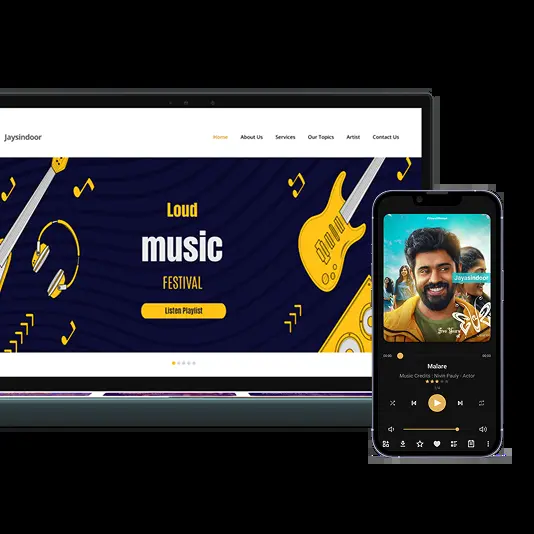 Jaysindoor
Home About Us Services Our Topics Artist Contact Us
Loud
music
FESTIVAL
Listen Playlist
Jayasindoor
00:00 00:00
Malare
Music Credits : Nivin Pauly - Actor